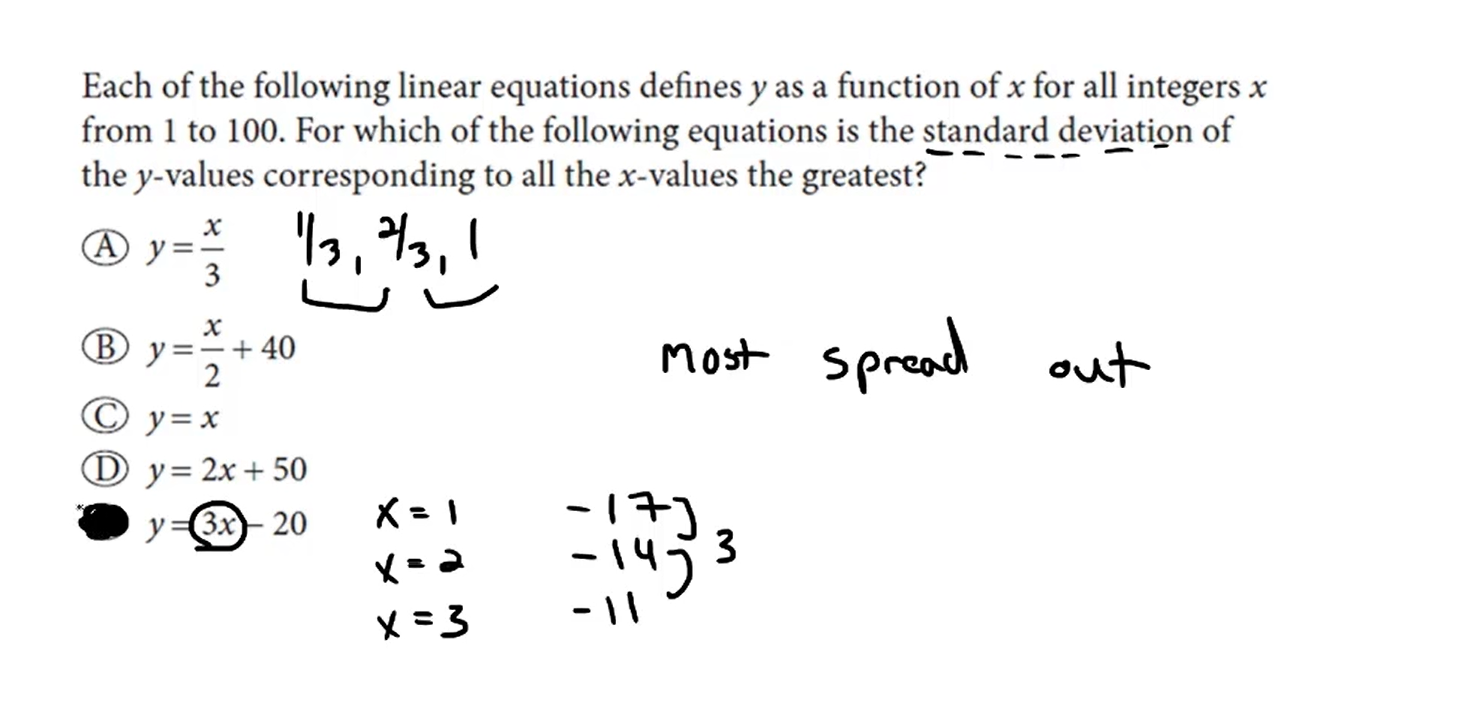 Each of the following linear equations defines y as a function of x for all integers x
from 1 to 100. For which of the following equations is the standard deviation of
the y-values corresponding to all the x-values the greatest?
Ⓐ y = x/3 1/3, 2/3, 1
Ⓑ y = x/2 + 40
most spread out
Ⓒ y = x
Ⓓ y = 2x + 50
y = 3x – 20
x = 1 -17
x = 2 -14 3
x = 3 -11